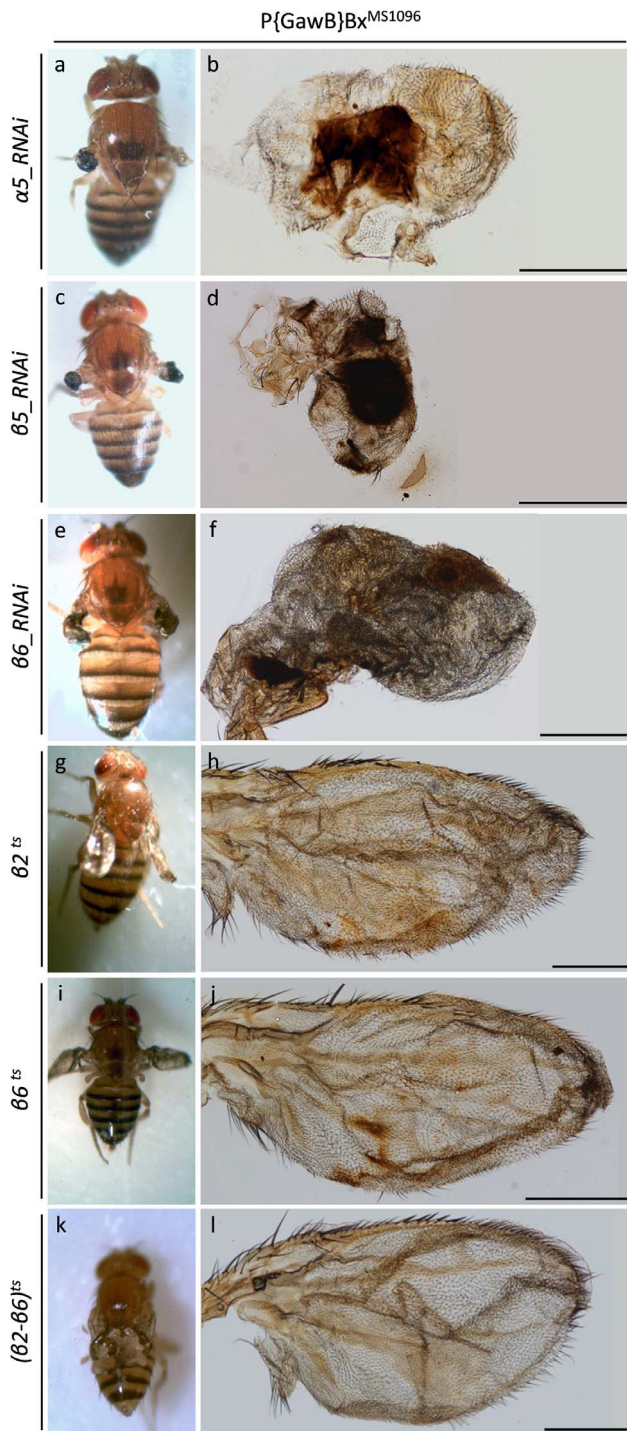 P{GawB}Bx^MS1096
a
b
α5_RNAi
c
d
β5_RNAi
e
f
β6_RNAi
g
h
β2 ^ts
i
j
β6 ^ts
k
l
(β2-β6)^ts